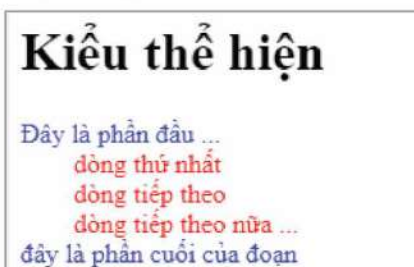 Kiểu thể hiện
Đây là phần đầu ...
dòng thứ nhất
dòng tiếp theo
dòng tiếp theo nữa ...
đây là phần cuối của đoạn